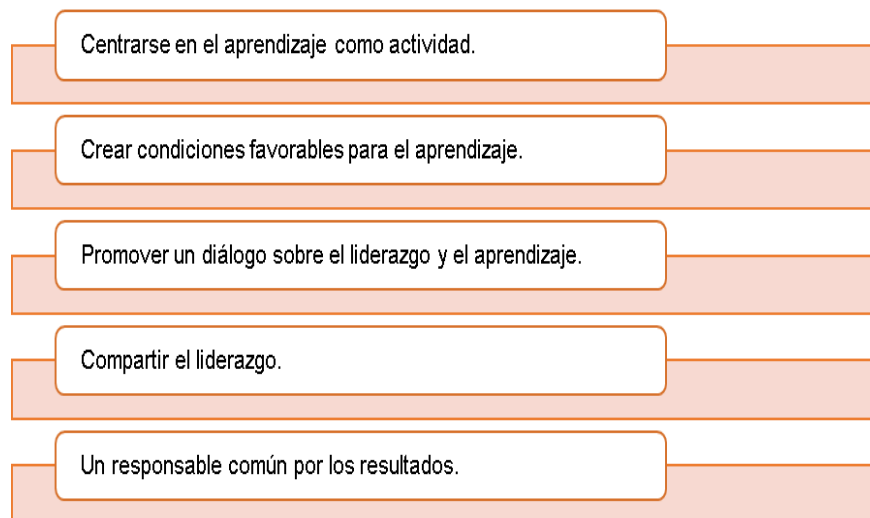 Centrarse en el aprendizaje como actividad.
Crear condiciones favorables para el aprendizaje.
Promover un diálogo sobre el liderazgo y el aprendizaje.
Compartir el liderazgo.
Un responsable común por los resultados.